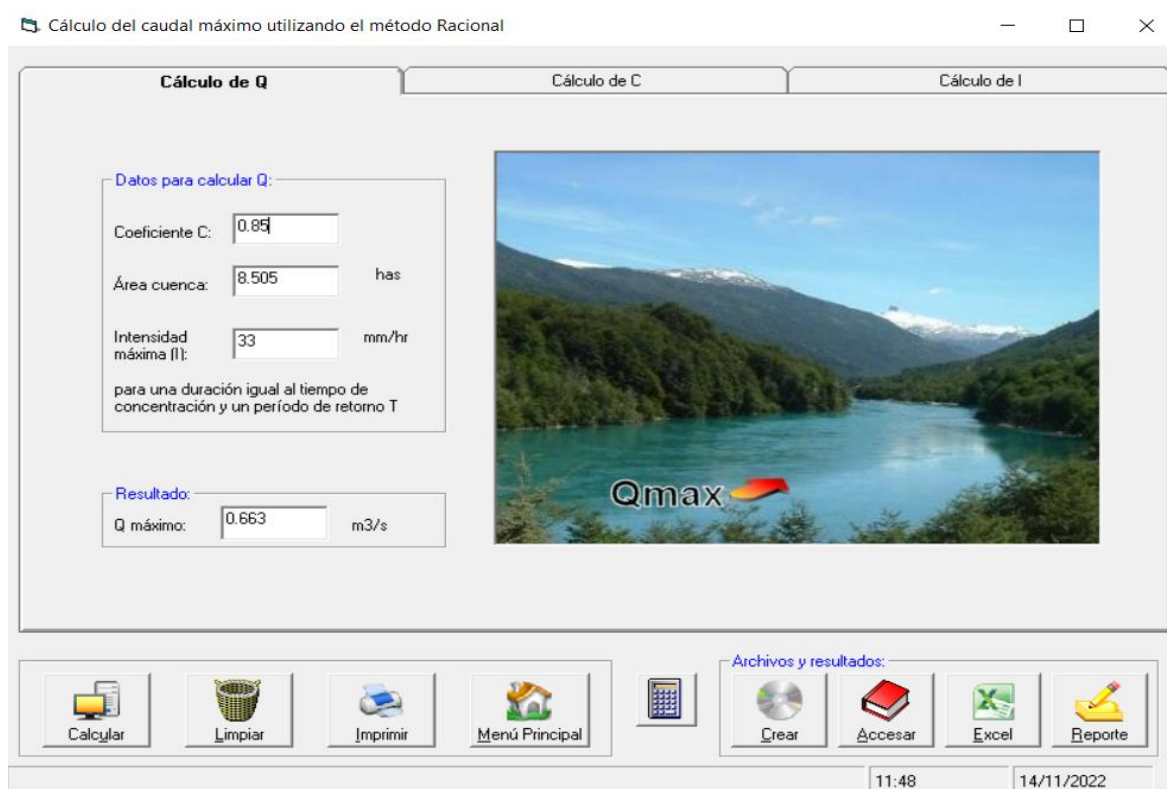 Cálculo del caudal máximo utilizando el método Racional
Cálculo de Q
Cálculo de C
Cálculo de I
Datos para calcular Q:
Coeficiente C: 0.85
Área cuenca: 8.505 has
Intensidad
máxima (I): 33 mm/hr
para una duración igual al tiempo de
concentración y un período de retorno T
Resultado:
Q máximo: 0.663 m3/s
Qmax
Calcular
Limpiar
Imprimir
Menú Principal
Archivos y resultados:
Crear
Accesar
Excel
Reporte
11:48
14/11/2022